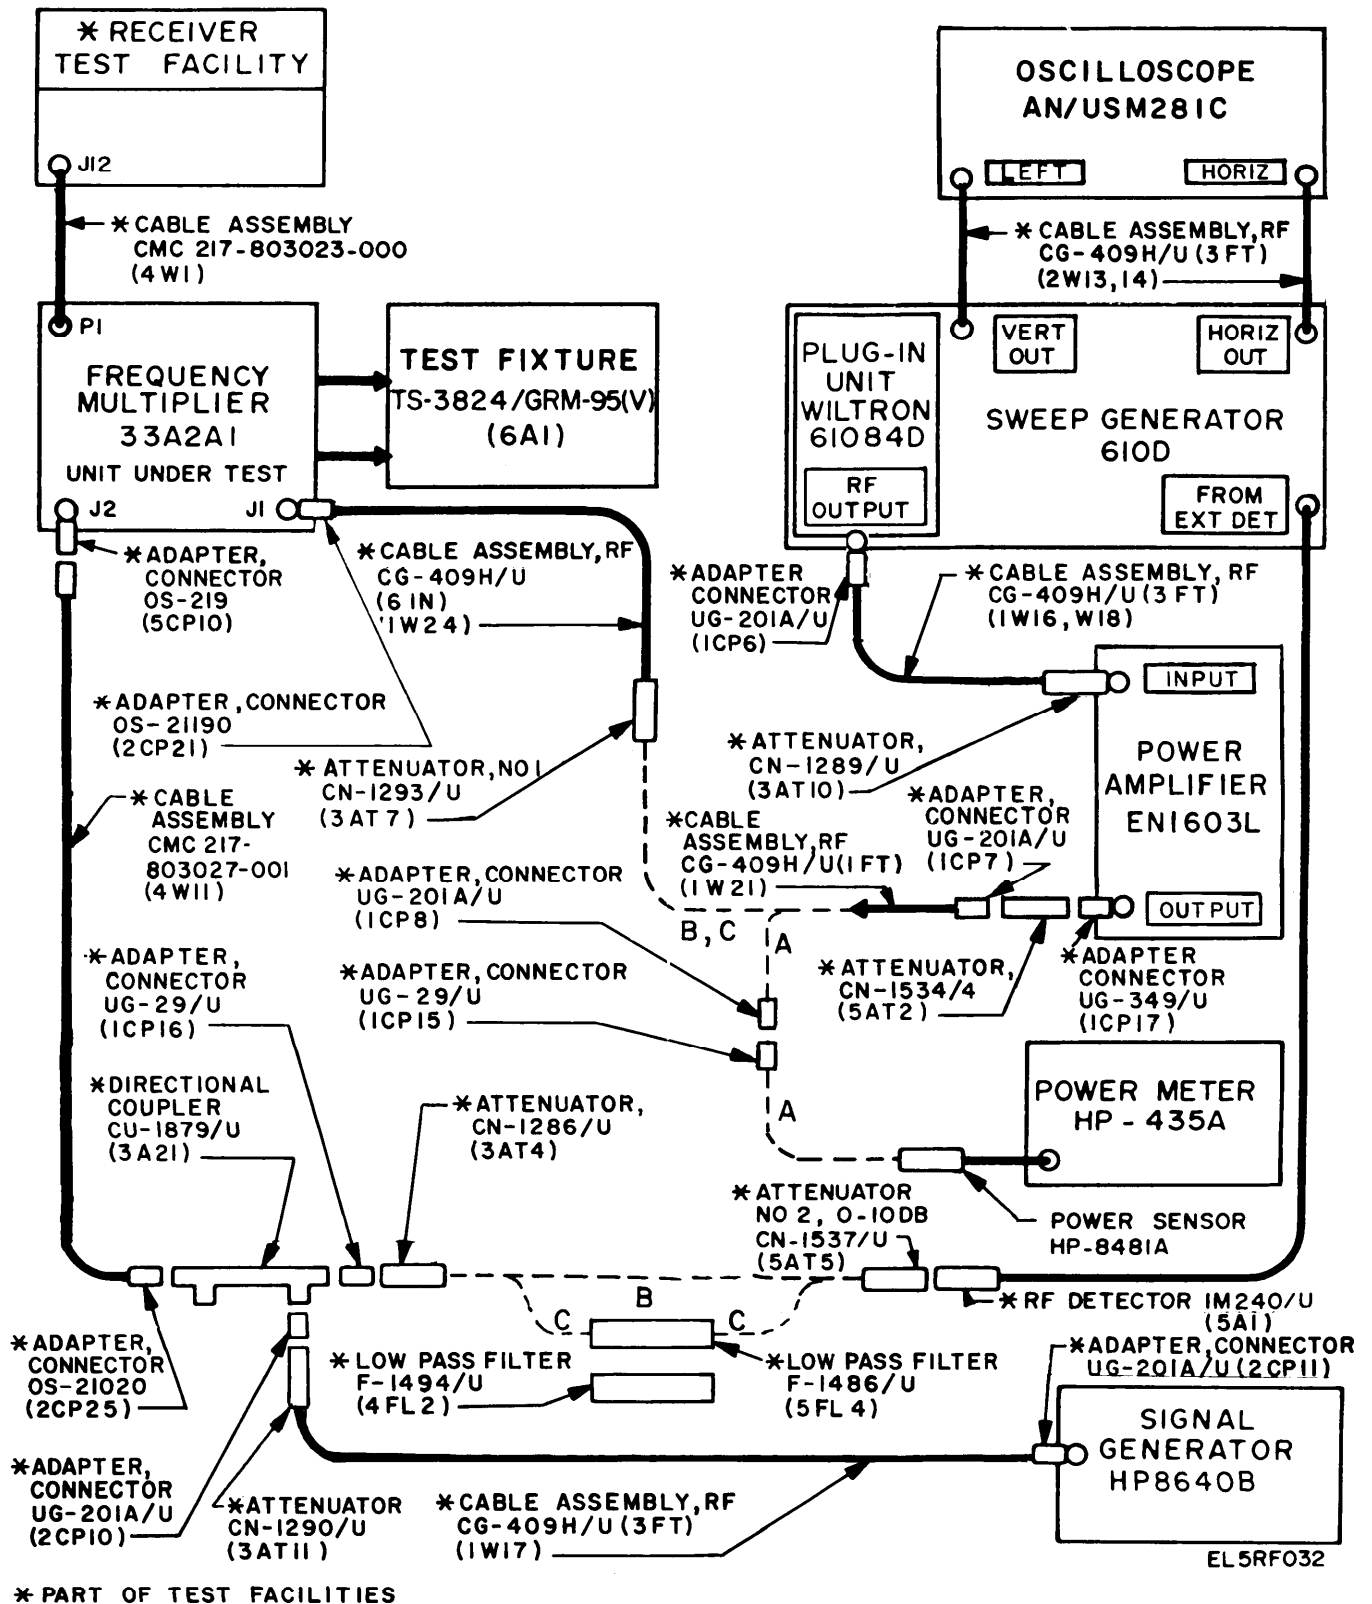 * RECEIVER
TEST FACILITY
J12
* CABLE ASSEMBLY
CMC 217-803023-000
(4W1)
OSCILLOSCOPE
AN/USM281C
LEFT
HORIZ
* CABLE ASSEMBLY, RF
CG-409H/U (3 FT)
(2W13, 14)
P1
FREQUENCY
MULTIPLIER
33A2A1
UNIT UNDER TEST
J2
J1
TEST FIXTURE
TS-3824/GRM-95(V)
(6A1)
PLUG-IN
UNIT
WILTRON
61084D
RF
OUTPUT
VERT
OUT
HORIZ
OUT
SWEEP GENERATOR
610D
FROM
EXT DET
* ADAPTER,
CONNECTOR
OS-219
(5CP10)
* CABLE ASSEMBLY, RF
CG-409H/U
(6 IN)
(1W24)
* ADAPTER
CONNECTOR
UG-201A/U
(1CP6)
* CABLE ASSEMBLY, RF
CG-409H/U (3 FT)
(1W16, W18)
* ADAPTER, CONNECTOR
OS-21190
(2CP21)
* ATTENUATOR, NO 1
CN-1293/U
(3AT7)
* ATTENUATOR,
CN-1289/U
(3AT10)
INPUT
POWER
AMPLIFIER
EN1603L
OUTPUT
* CABLE
ASSEMBLY
CMC 217-
803027-001
(4W11)
* CABLE
ASSEMBLY, RF
CG-409H/U (1 FT)
(1W21)
* ADAPTER,
CONNECTOR
UG-201A/U
(1CP7)
* ADAPTER, CONNECTOR
UG-201A/U
(1CP8)
B, C
A
* ADAPTER,
CONNECTOR
UG-29/U
(1CP16)
* ADAPTER, CONNECTOR
UG-29/U
(1CP15)
* ATTENUATOR,
CN-1534/4
(5AT2)
* ADAPTER
CONNECTOR
UG-349/U
(1CP17)
* DIRECTIONAL
COUPLER
CU-1879/U
(3A21)
* ATTENUATOR,
CN-1286/U
(3AT4)
A
POWER METER
HP-435A
* ATTENUATOR
NO 2, 0-10DB
CN-1537/U
(5AT5)
POWER SENSOR
HP-8481A
B
C
C
* RF DETECTOR 1M240/U
(5A1)
* ADAPTER,
CONNECTOR
OS-21020
(2CP25)
* LOW PASS FILTER
F-1494/U
(4FL2)
* LOW PASS FILTER
F-1486/U
(5FL4)
* ADAPTER, CONNECTOR
UG-201A/U (2CP11)
SIGNAL
GENERATOR
HP8640B
* ADAPTER,
CONNECTOR
UG-201A/U
(2CP10)
* ATTENUATOR
CN-1290/U
(3AT11)
* CABLE ASSEMBLY, RF
CG-409H/U (3 FT)
(1W17)
EL5RF032
* PART OF TEST FACILITIES